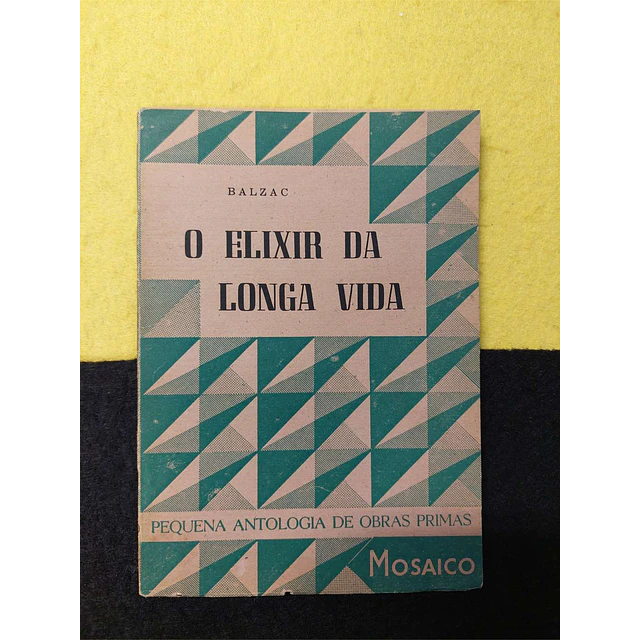 BALZAC
O ELIXIR DA
LONGA VIDA
PEQUENA ANTOLOGIA DE OBRAS PRIMAS
MOSAICO